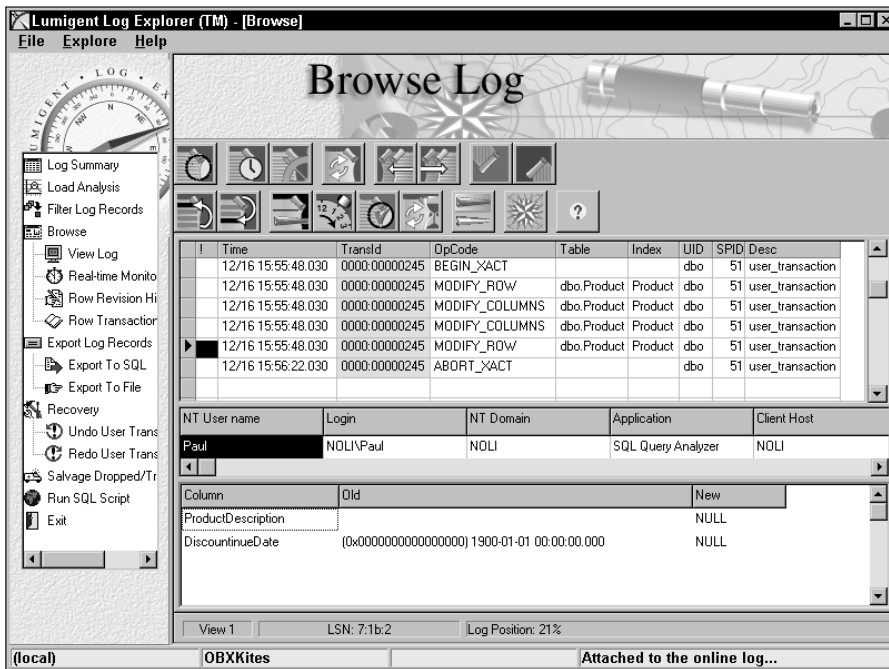 Lumigent Log Explorer (TM) - [Browse]
File Explore Help
LUMIGENT LOG EX
Browse Log
Log Summary
Load Analysis
Filter Log Records
Browse
View Log
Real-time Monito
Row Revision Hi
Row Transaction
Export Log Records
Export To SQL
Export To File
Recovery
Undo User Trans
Redo User Trans
Salvage Dropped/Tr
Run SQL Script
Exit
! Time TransId OpCode Table Index UID SPID Desc
12/16 15:55:48.030 0000:00000245 BEGIN_XACT dbo 51 user_transaction
12/16 15:55:48.030 0000:00000245 MODIFY_ROW dbo.Product Product dbo 51 user_transaction
12/16 15:55:48.030 0000:00000245 MODIFY_COLUMNS dbo.Product Product dbo 51 user_transaction
12/16 15:55:48.030 0000:00000245 MODIFY_COLUMNS dbo.Product Product dbo 51 user_transaction
12/16 15:55:48.030 0000:00000245 MODIFY_ROW dbo.Product Product dbo 51 user_transaction
12/16 15:56:22.030 0000:00000245 ABORT_XACT dbo 51 user_transaction
NT User name Login NT Domain Application Client Host
Paul NOLI\Paul NOLI SQL Query Analyzer NOLI
Column Old New
ProductDescription NULL
DiscountinueDate (0x0000000000000000) 1900-01-01 00:00:00.000 NULL
View 1 LSN: 7:1b:2 Log Position: 21%
(local) OBXKites Attached to the online log...